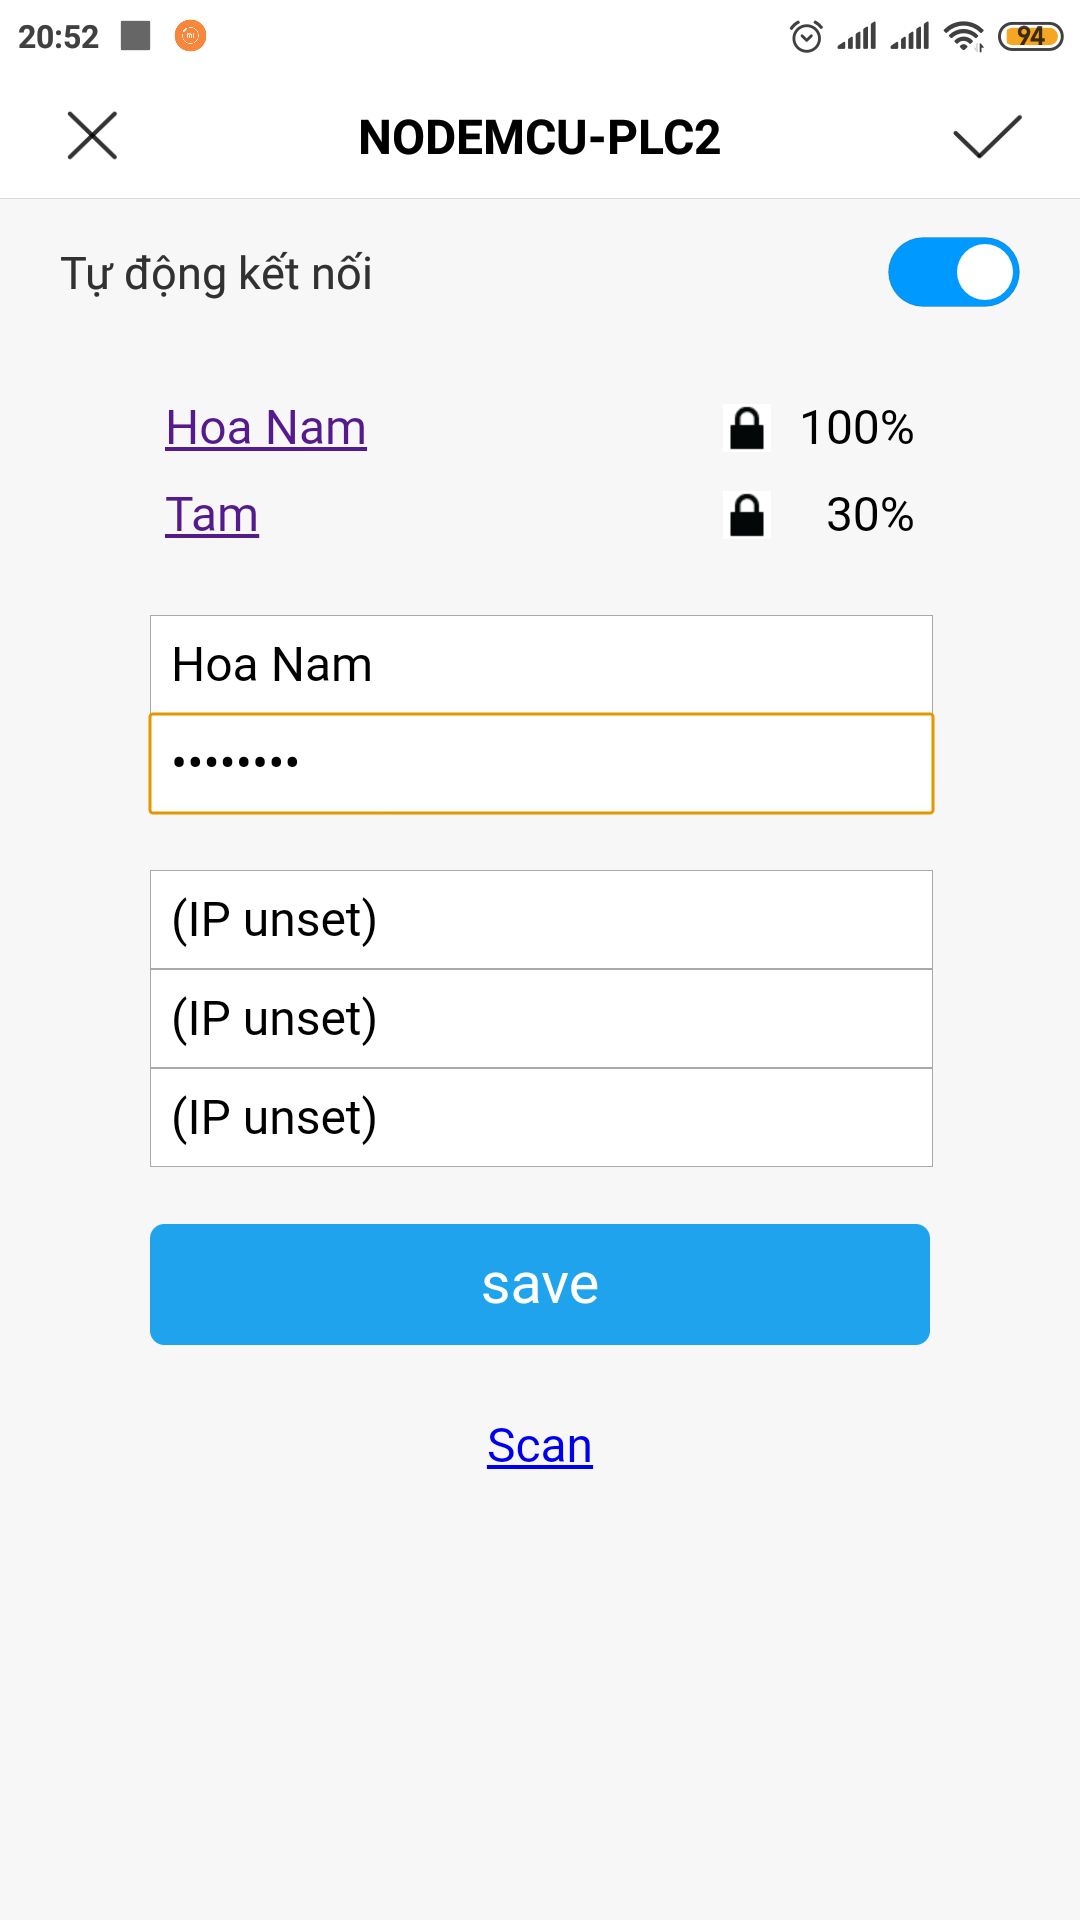 20:52
94
NODEMCU-PLC2
Tự động kết nối
Hoa Nam 100%
Tam 30%
Hoa Nam
••••••••
(IP unset)
(IP unset)
(IP unset)
save
Scan